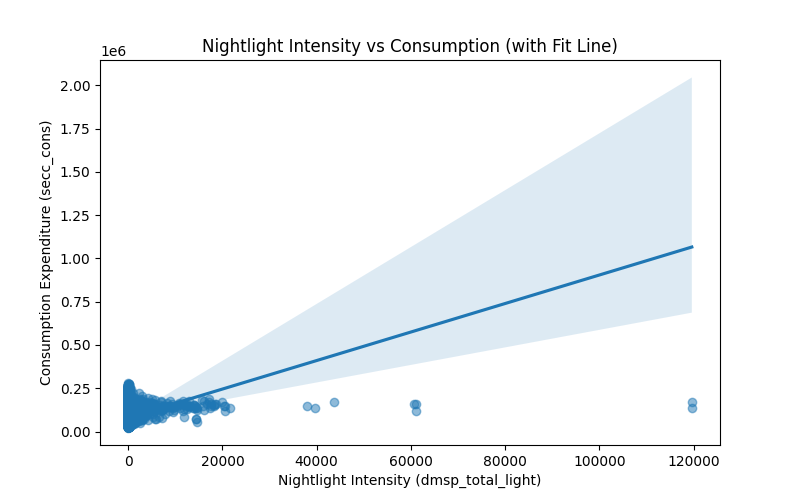 Nightlight Intensity vs Consumption (with Fit Line)
1e6
2.00
1.75
1.50
1.25
1.00
0.75
0.50
0.25
0.00
Consumption Expenditure (secc_cons)
0 20000 40000 60000 80000 100000 120000
Nightlight Intensity (dmsp_total_light)